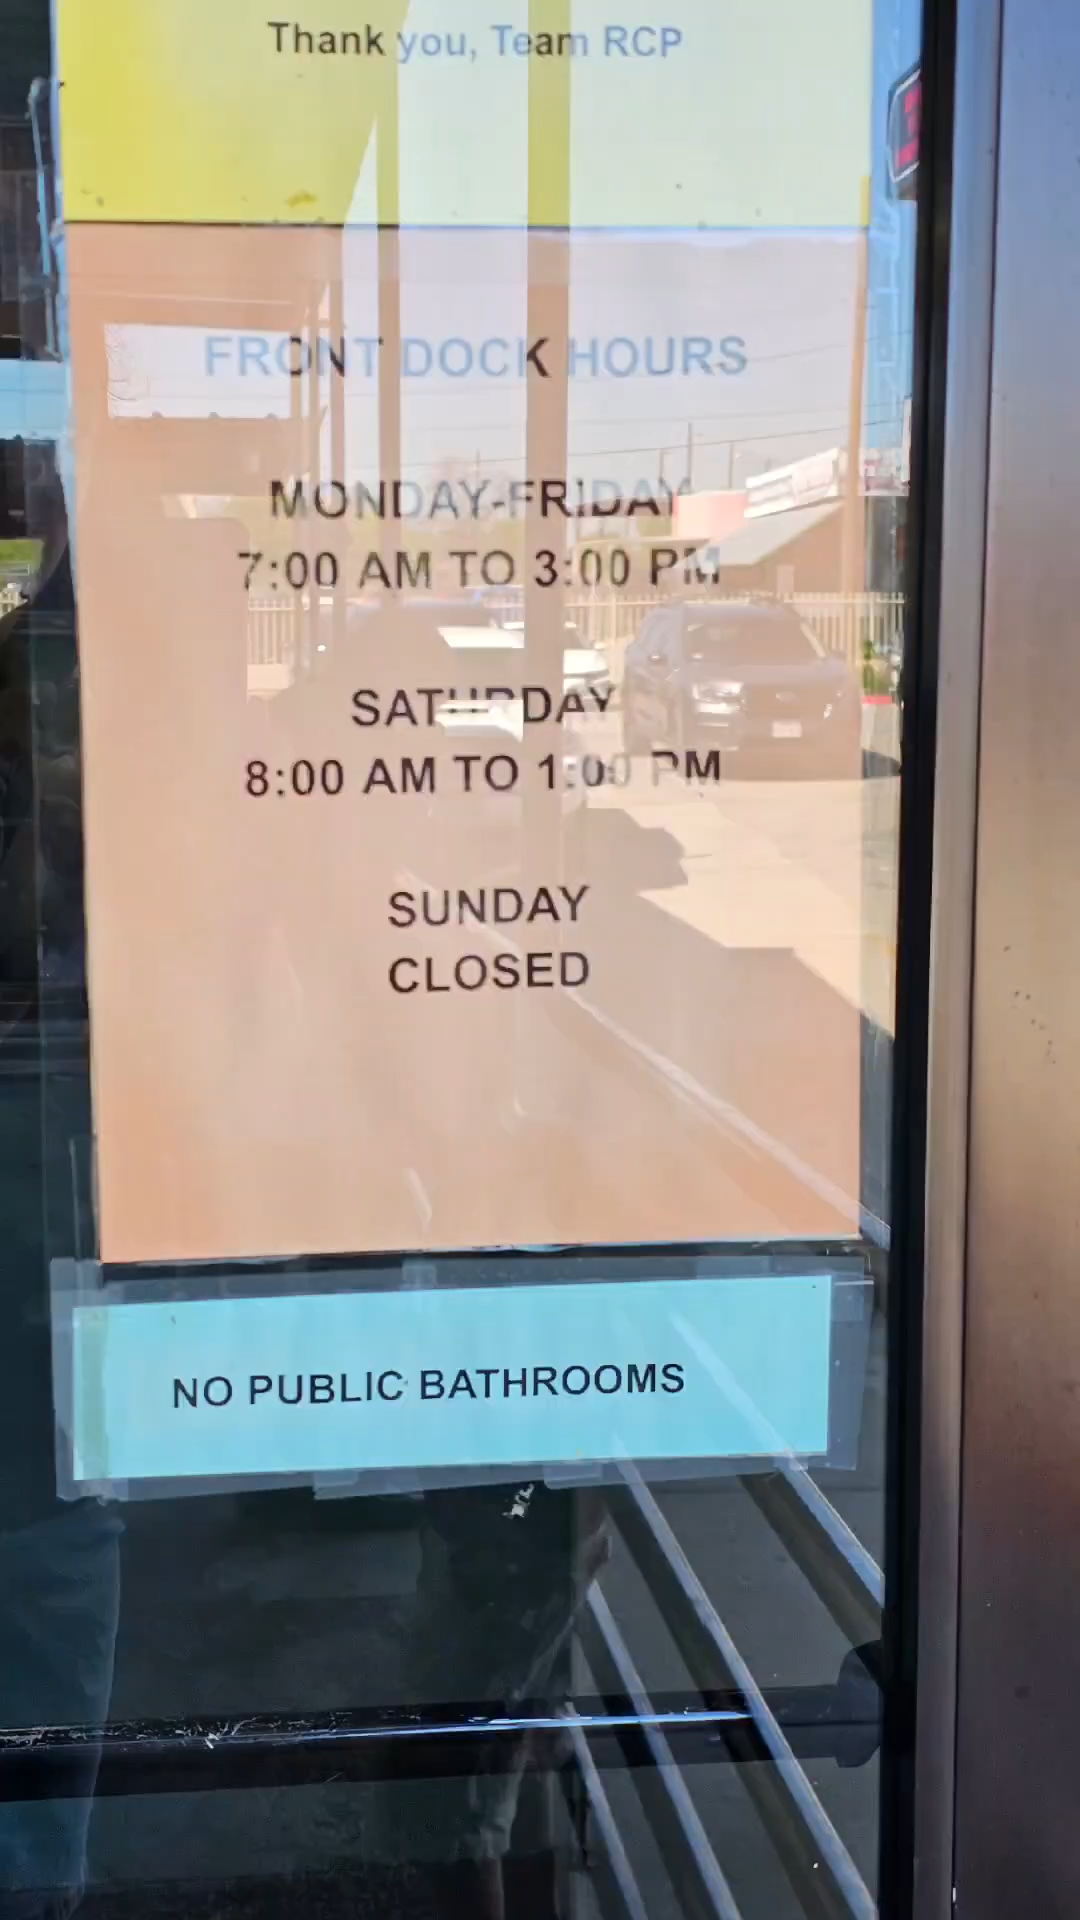 Thank you, Team RCP
FRONT DOCK HOURS
MONDAY-FRIDAY
7:00 AM TO 3:00 PM
SATURDAY
8:00 AM TO 1:00 PM
SUNDAY
CLOSED
NO PUBLIC BATHROOMS